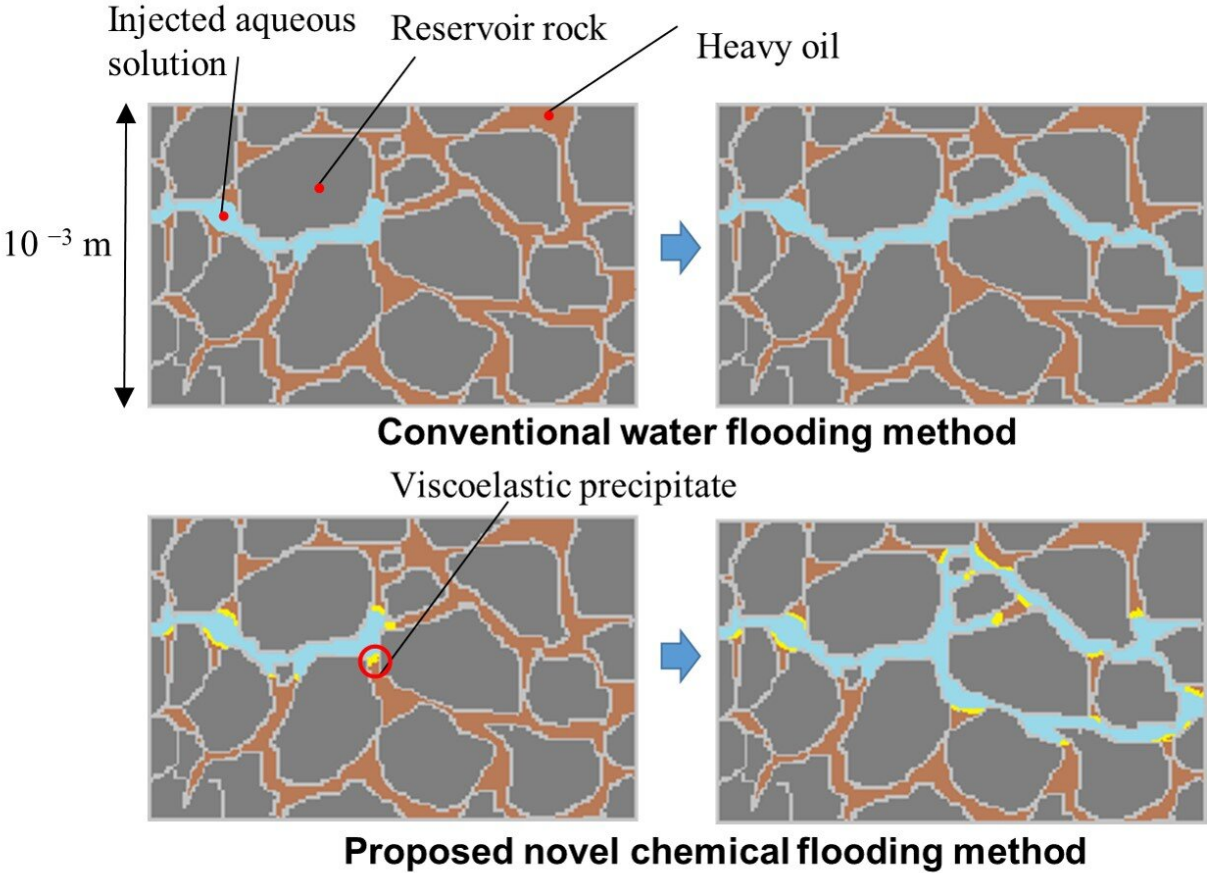 Injected aqueous
solution
Reservoir rock
Heavy oil
10 ⁻³ m
Conventional water flooding method
Viscoelastic precipitate
Proposed novel chemical flooding method